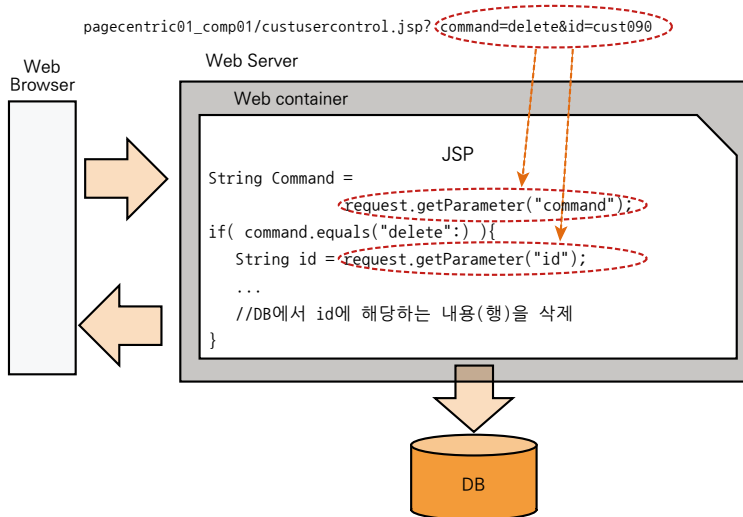 pagecentric01_comp01/custusercontrol.jsp? command=delete&id=cust090
Web Server
Web
Browser
Web container
JSP
String Command =
request.getParameter("command");
if( command.equals("delete":) ){
String id = request.getParameter("id");
...
//DB에서 id에 해당하는 내용(행)을 삭제
}
DB